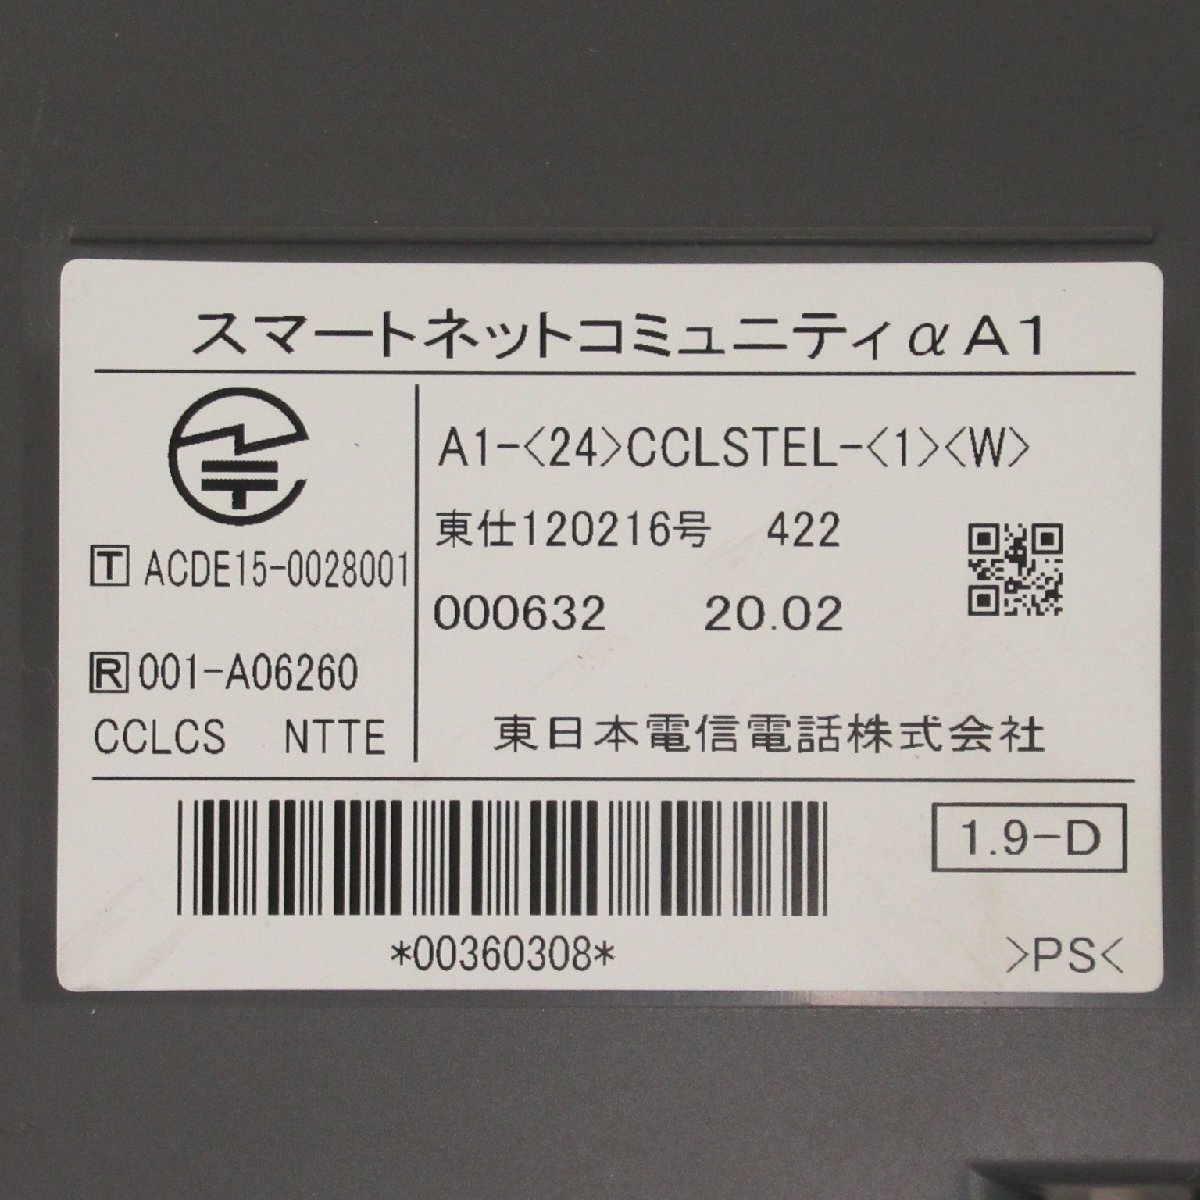 スマートネットコミュニティαA1
A1-<24>CCLSTEL-<1><W>
東仕120216号 422
T ACDE15-0028001
000632 20.02
R 001-A06260
CCLCS NTTE
東日本電信電話株式会社
1.9-D
*00360308*
>PS<